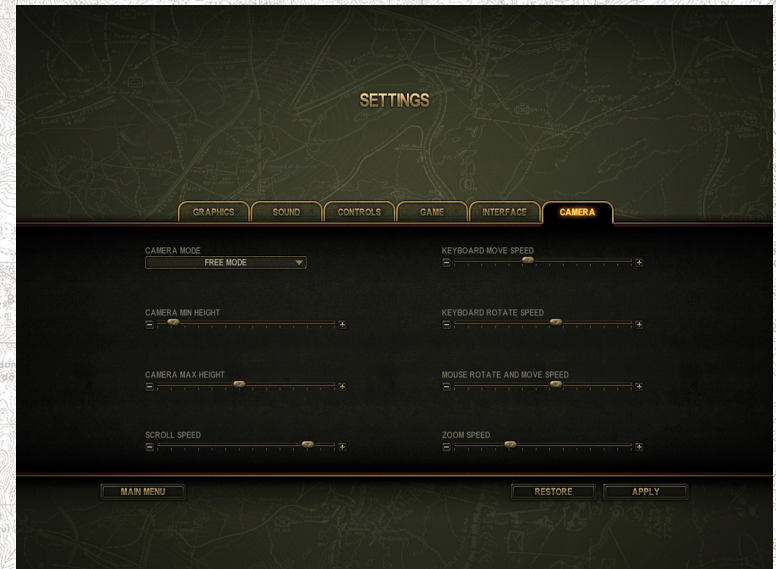 SETTINGS
GRAPHICS
SOUND
CONTROLS
GAME
INTERFACE
CAMERA
CAMERA MODE
FREE MODE
KEYBOARD MOVE SPEED
CAMERA MIN HEIGHT
KEYBOARD ROTATE SPEED
CAMERA MAX HEIGHT
MOUSE ROTATE AND MOVE SPEED
SCROLL SPEED
ZOOM SPEED
MAIN MENU
RESTORE
APPLY